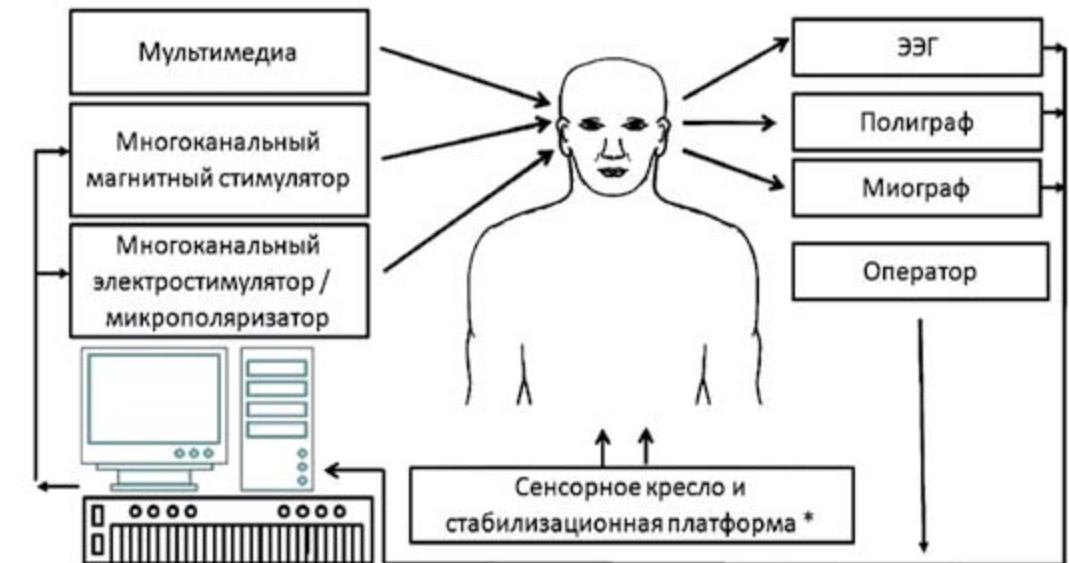 Мультимедиа
Многоканальный
магнитный стимулятор
Многоканальный
электростимулятор /
микрополяризатор
ЭЭГ
Полиграф
Миограф
Оператор
Сенсорное кресло и
стабилизационная платформа *